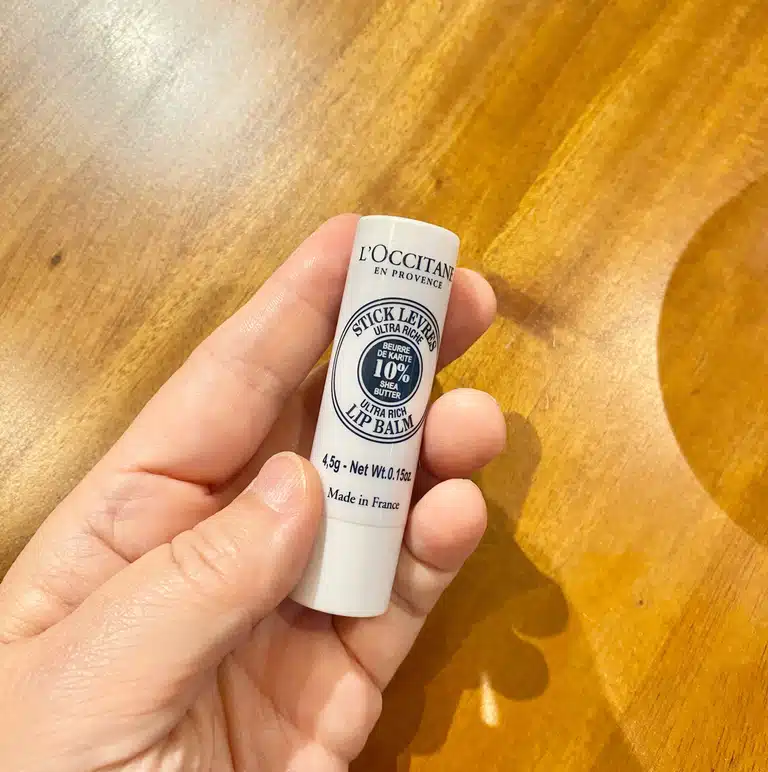 L'OCCITANE
EN PROVENCE
STICK LEVRES
ULTRA RICHE
BEURRE
DE KARITE
10%
SHEA
BUTTER
ULTRA RICH
LIP BALM
4,5g - Net Wt.0.15oz.
Made in France